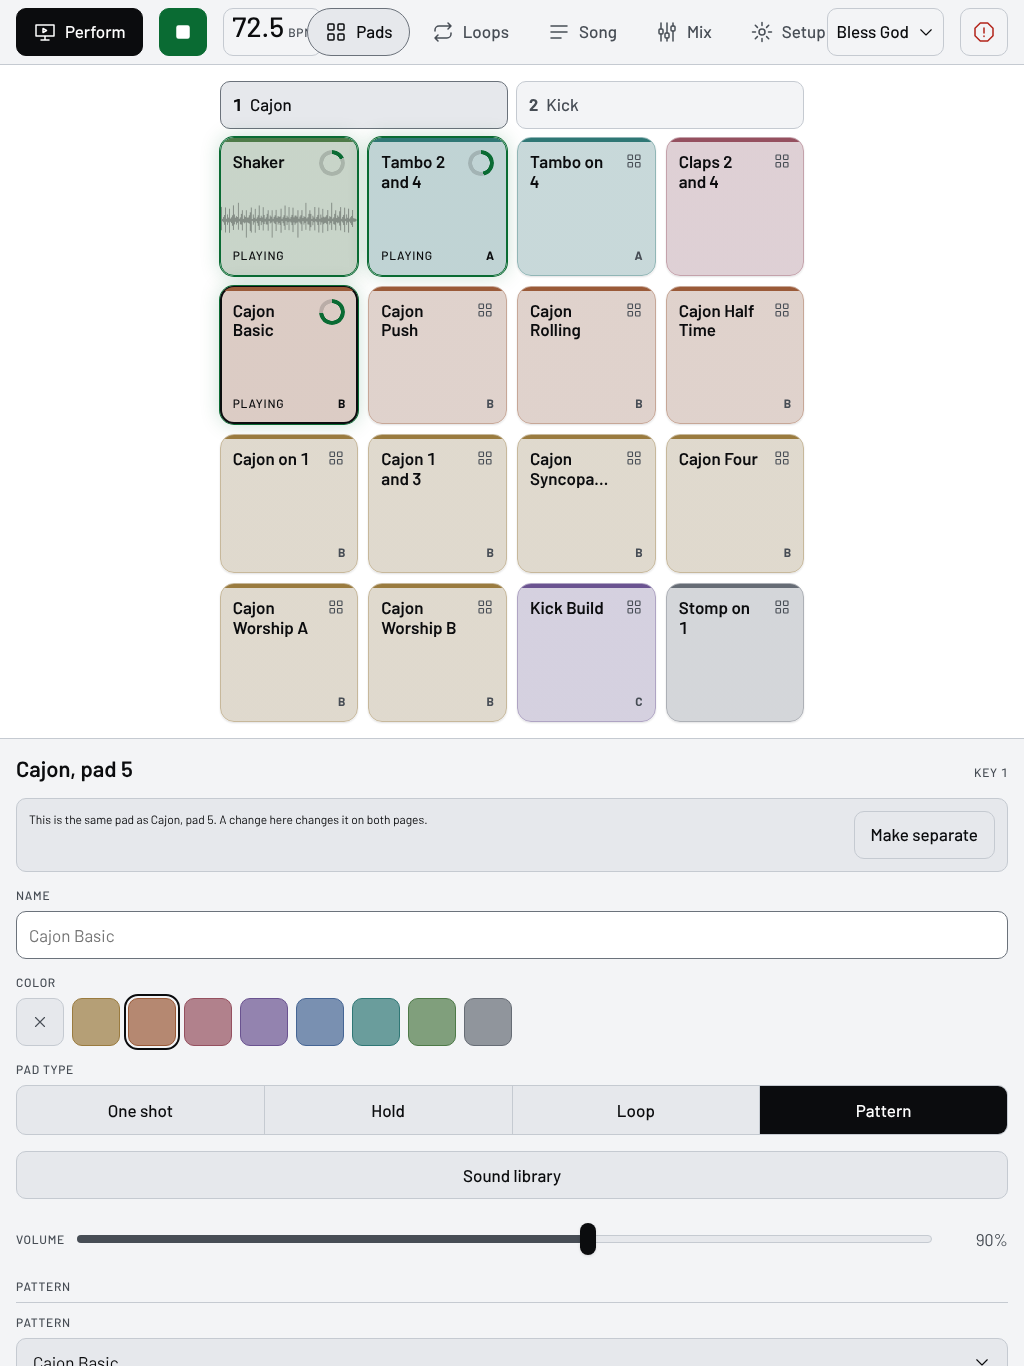 Perform
72.5
Pads
Loops
Song
Mix
Setup
Bless God
1 Cajon
2 Kick
Shaker
PLAYING
Tambo 2
and 4
PLAYING A
Tambo on
4
A
Claps 2
and 4
Cajon
Basic
PLAYING B
Cajon
Push
B
Cajon
Rolling
B
Cajon Half
Time
B
Cajon on 1
B
Cajon 1
and 3
B
Cajon
Syncopa...
B
Cajon Four
B
Cajon
Worship A
B
Cajon
Worship B
B
Kick Build
C
Stomp on
1
Cajon, pad 5
KEY 1
This is the same pad as Cajon, pad 5. A change here changes it on both pages.
Make separate
NAME
Cajon Basic
COLOR
PAD TYPE
One shot
Hold
Loop
Pattern
Sound library
VOLUME
90%
PATTERN
PATTERN
Cajon Basic